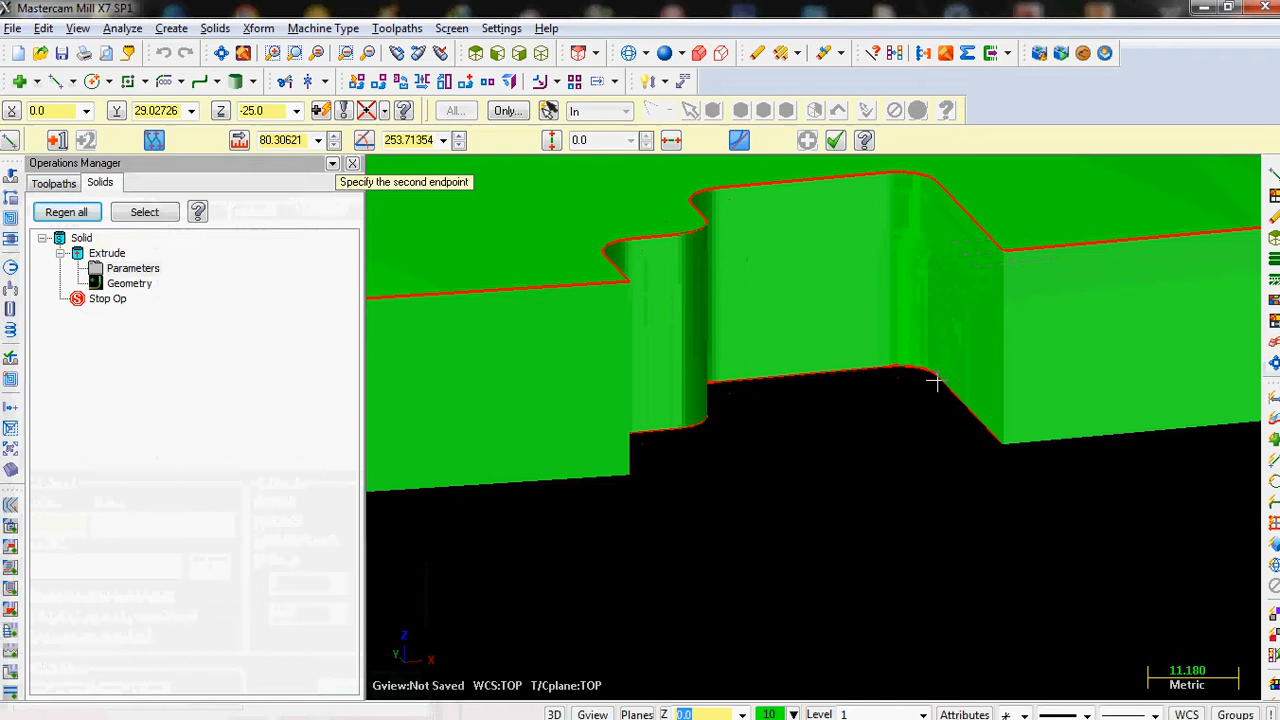 Mastercam Mill X7 SP1
File Edit View Analyze Create Solids Xform Machine Type Toolpaths Screen Settings Help
X 0.0 Y 29.02726 Z -25.0 All... Only... In
80.30621 253.71354 0.0
Operations Manager
Specify the second endpoint
Toolpaths Solids
Regen all Select
Solid
Extrude
Parameters
Geometry
Stop Op
Z
Y
X
Gview:Not Saved WCS:TOP T/Cplane:TOP
11.180
Metric
3D Gview Planes Z 0.0 10 Level 1 Attributes WCS Groups